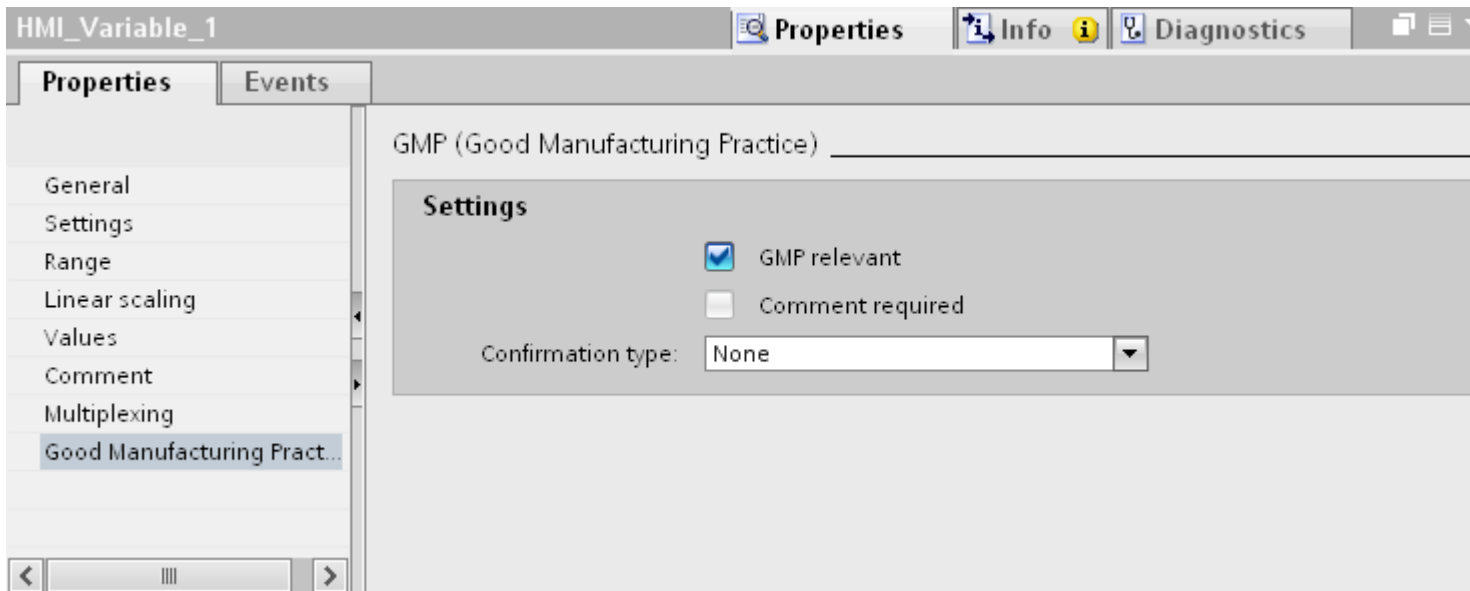 HMI_Variable_1
Properties
Info
Diagnostics
Properties
Events
General
Settings
Range
Linear scaling
Values
Comment
Multiplexing
Good Manufacturing Pract...
GMP (Good Manufacturing Practice)
Settings
GMP relevant
Comment required
Confirmation type: None